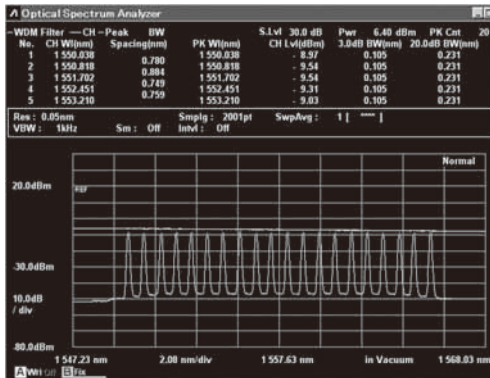 Optical Spectrum Analyzer
WDM Filter — CH — Peak BW S.Lvl 30.0 dB Pwr 6.40 dBm PK Cnt 20
No. CH Wl(nm) Spacing(nm) PK Wl(nm) CH Lvl(dBm) 3.0dB BW(nm) 20.0dB BW(nm)
1 1 550.038 1 550.038 - 8.97 0.105 0.231
0.780
2 1 550.818 1 550.818 - 9.54 0.105 0.231
0.884
3 1 551.702 1 551.702 - 9.54 0.105 0.231
0.749
4 1 552.451 1 552.451 - 9.31 0.105 0.231
0.759
5 1 553.210 1 553.210 - 9.03 0.105 0.231
Res : 0.05nm Smplg : 2001pt SwpAvg : 1 [ **** ]
VBW : 1kHz Sm : Off Intvl : Off
Normal
20.0dBm
REF
-30.0dBm
10.0dB
/ div
-80.0dBm
1 547.23 nm 2.08 nm/div 1 557.63 nm in Vacuum 1 568.03 nm
A Wri Off B Fix